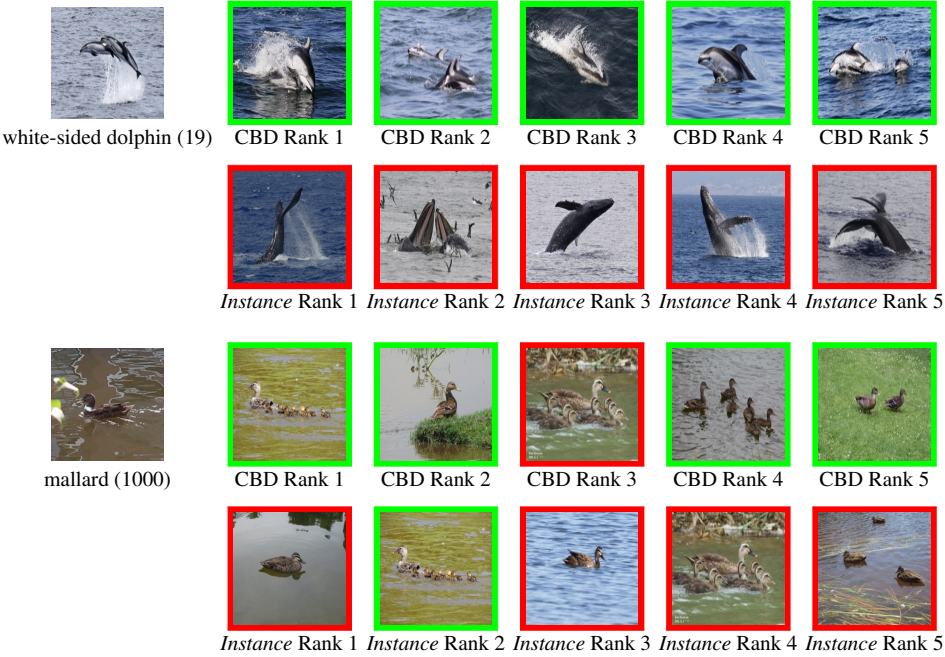 white-sided dolphin (19) CBD Rank 1 CBD Rank 2 CBD Rank 3 CBD Rank 4 CBD Rank 5
Instance Rank 1 Instance Rank 2 Instance Rank 3 Instance Rank 4 Instance Rank 5
mallard (1000) CBD Rank 1 CBD Rank 2 CBD Rank 3 CBD Rank 4 CBD Rank 5
Instance Rank 1 Instance Rank 2 Instance Rank 3 Instance Rank 4 Instance Rank 5